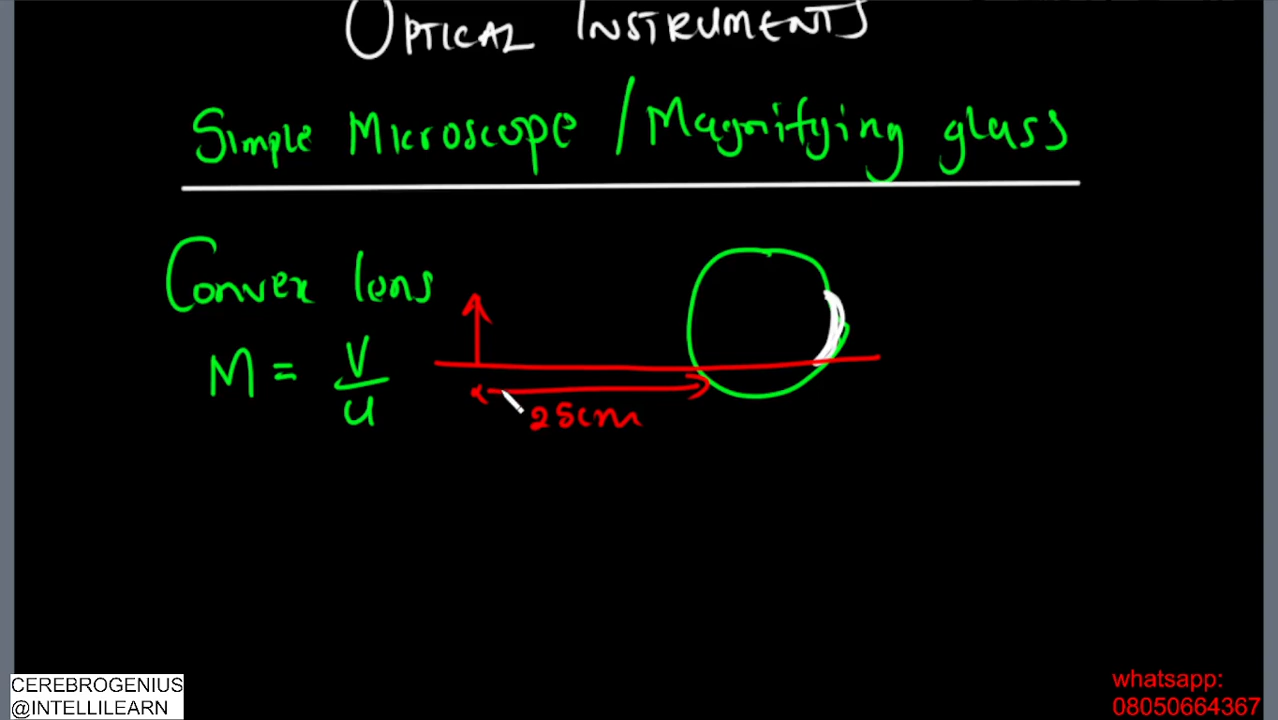 OPTICAL INSTRUMENTS
Simple Microscope / Magnifying glass
Convex lens
M = V/u
25cm
CEREBROGENIUS
@INTELLILEARN
whatsapp:
08050664367